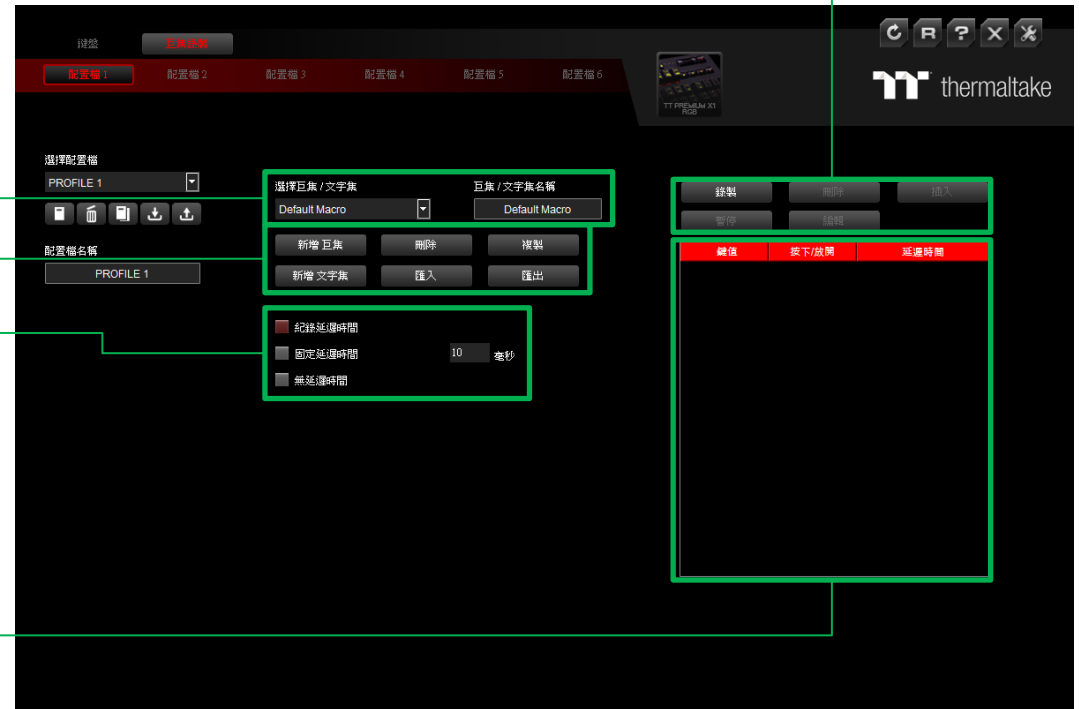 鍵盤
巨集錄製
R ? X
配置檔 1
配置檔 2
配置檔 3
配置檔 4
配置檔 5
配置檔 6
TT PREMIUM X1
RGB
thermaltake
選擇配置檔
PROFILE 1
配置檔名稱
PROFILE 1
選擇巨集 / 文字集
巨集 / 文字集名稱
Default Macro
Default Macro
新增 巨集
刪除
複製
新增 文字集
匯入
匯出
紀錄延遲時間
固定延遲時間
10
毫秒
無延遲時間
錄製
刪除
插入
暫停
編輯
鍵值
按下/放開
延遲時間